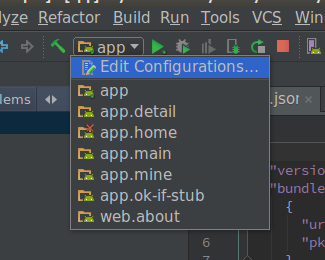 lyze Refactor Build Run Tools VCS Win
app
Edit Configurations...
lems
app
.json
app.detail
app.home
app.main
app.mine
"versio
app.ok-if-stub
"bundle
web.about
{
"ur
6
"pk
7